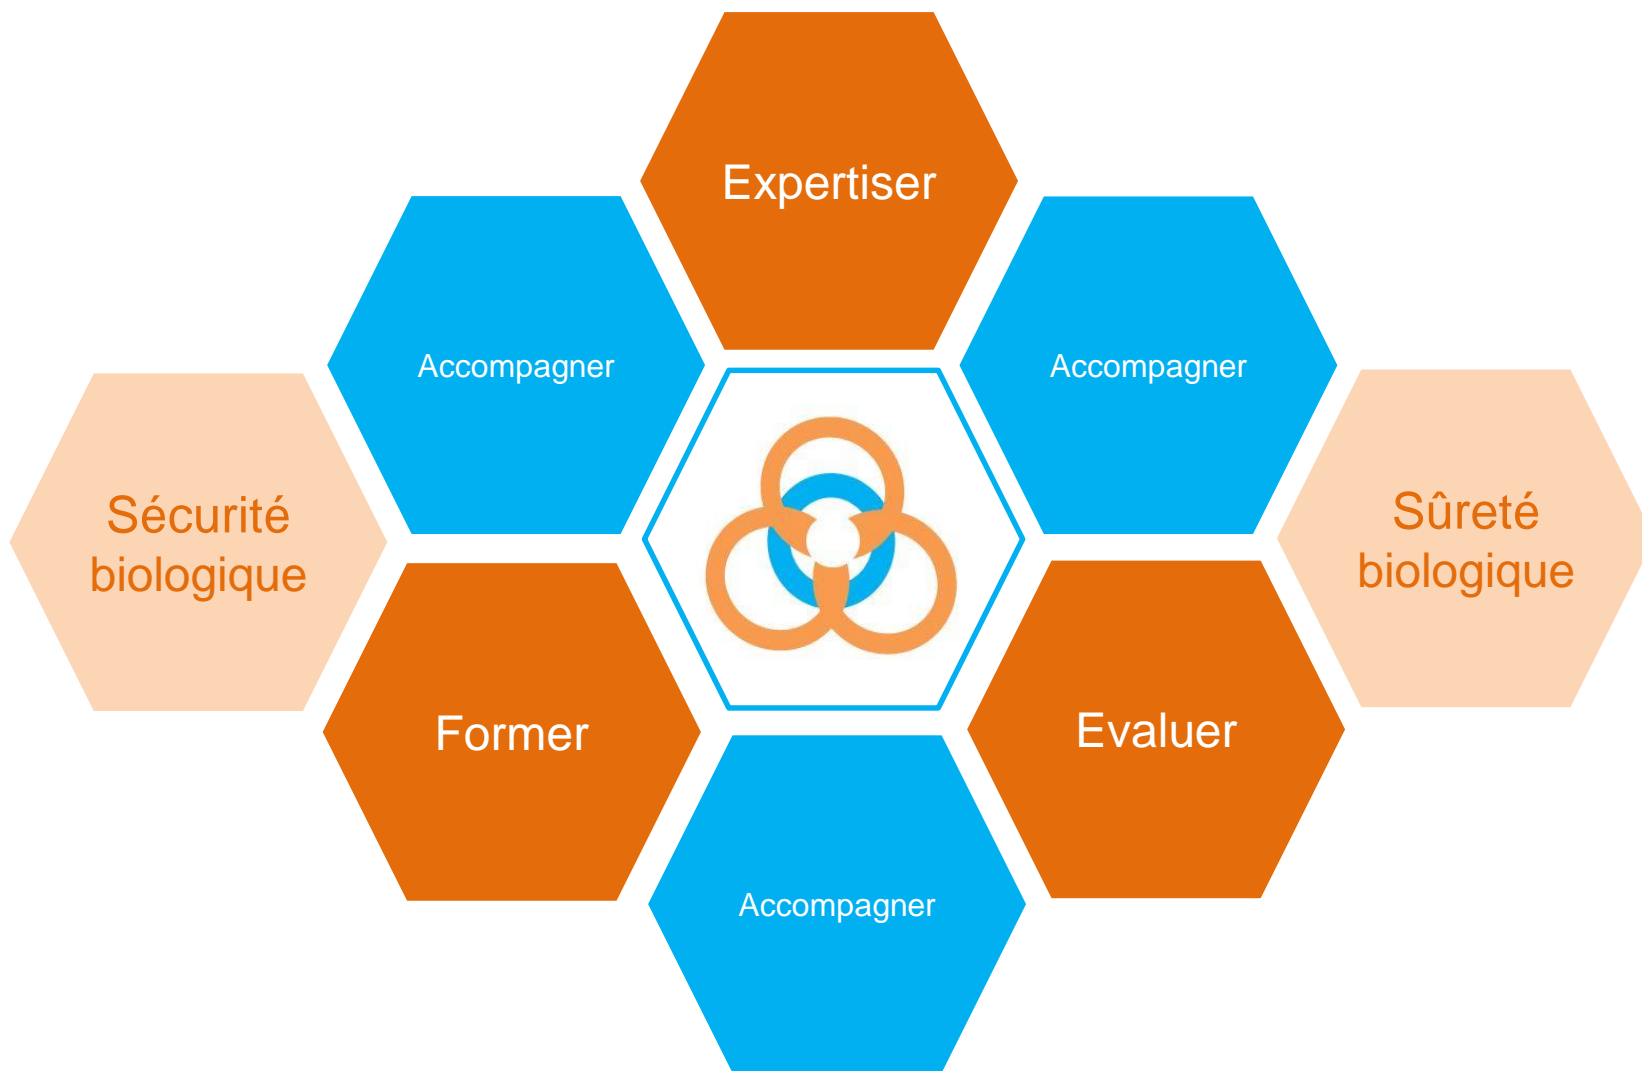 Expertiser
Accompagner
Accompagner
Sécurité
biologique
Sûreté
biologique
Former
Evaluer
Accompagner